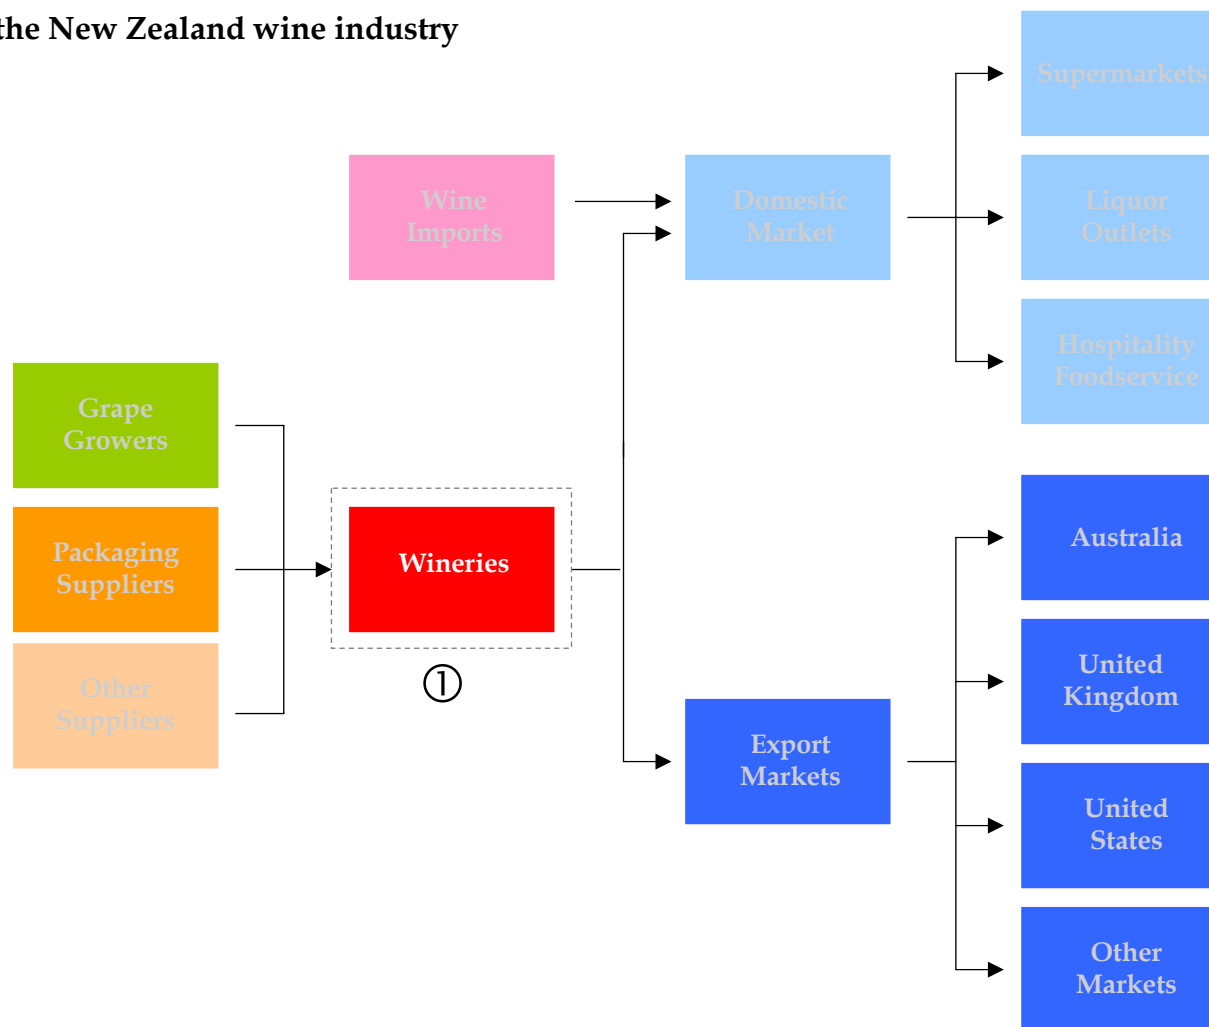 the New Zealand wine industry
Supermarkets
Wine
Imports
Domestic
Market
Liquor
Outlets
Hospitality
Foodservice
Grape
Growers
Packaging
Suppliers
Other
Suppliers
Wineries
①
Export
Markets
Australia
United
Kingdom
United
States
Other
Markets